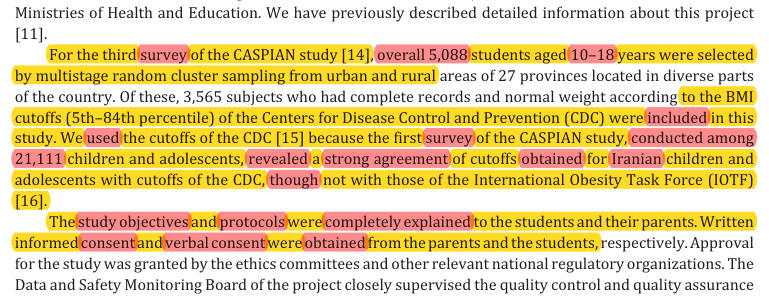 Ministries of Health and Education. We have previously described detailed information about this project
[11].
For the third survey of the CASPIAN study [14], overall 5,088 students aged 10–18 years were selected
by multistage random cluster sampling from urban and rural areas of 27 provinces located in diverse parts
of the country. Of these, 3,565 subjects who had complete records and normal weight according to the BMI
cutoffs (5th–84th percentile) of the Centers for Disease Control and Prevention (CDC) were included in this
study. We used the cutoffs of the CDC [15] because the first survey of the CASPIAN study, conducted among
21,111 children and adolescents, revealed a strong agreement of cutoffs obtained for Iranian children and
adolescents with cutoffs of the CDC, though not with those of the International Obesity Task Force (IOTF)
[16].
The study objectives and protocols were completely explained to the students and their parents. Written
informed consent and verbal consent were obtained from the parents and the students, respectively. Approval
for the study was granted by the ethics committees and other relevant national regulatory organizations. The
Data and Safety Monitoring Board of the project closely supervised the quality control and quality assurance